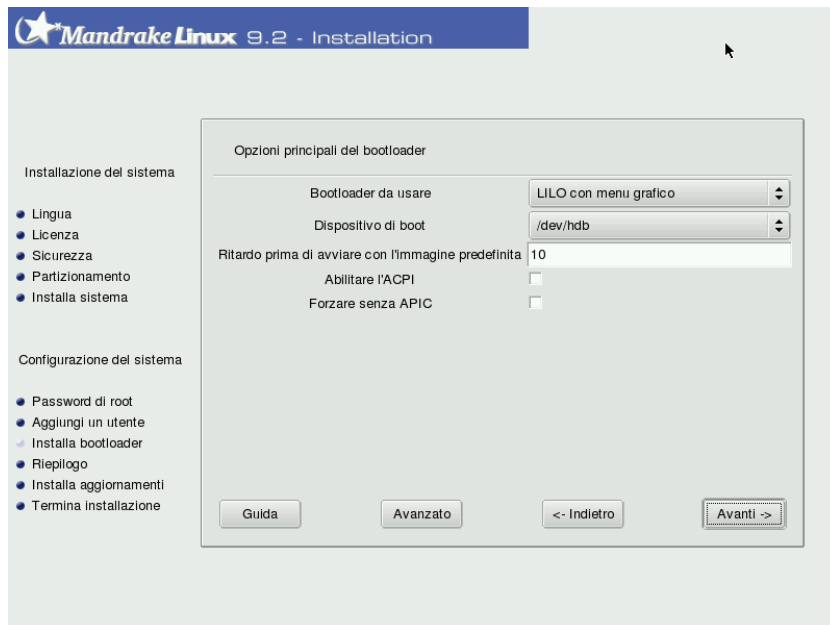 Mandrake Linux 9.2 - Installation
Installazione del sistema
Lingua
Licenza
Sicurezza
Partizionamento
Installa sistema
Configurazione del sistema
Password di root
Aggiungi un utente
Installa bootloader
Riepilogo
Installa aggiornamenti
Termina installazione
Opzioni principali del bootloader
Bootloader da usare LILO con menu grafico
Dispositivo di boot /dev/hdb
Ritardo prima di avviare con l'immagine predefinita 10
Abilitare l'ACPI
Forzare senza APIC
Guida Avanzato <- Indietro Avanti ->